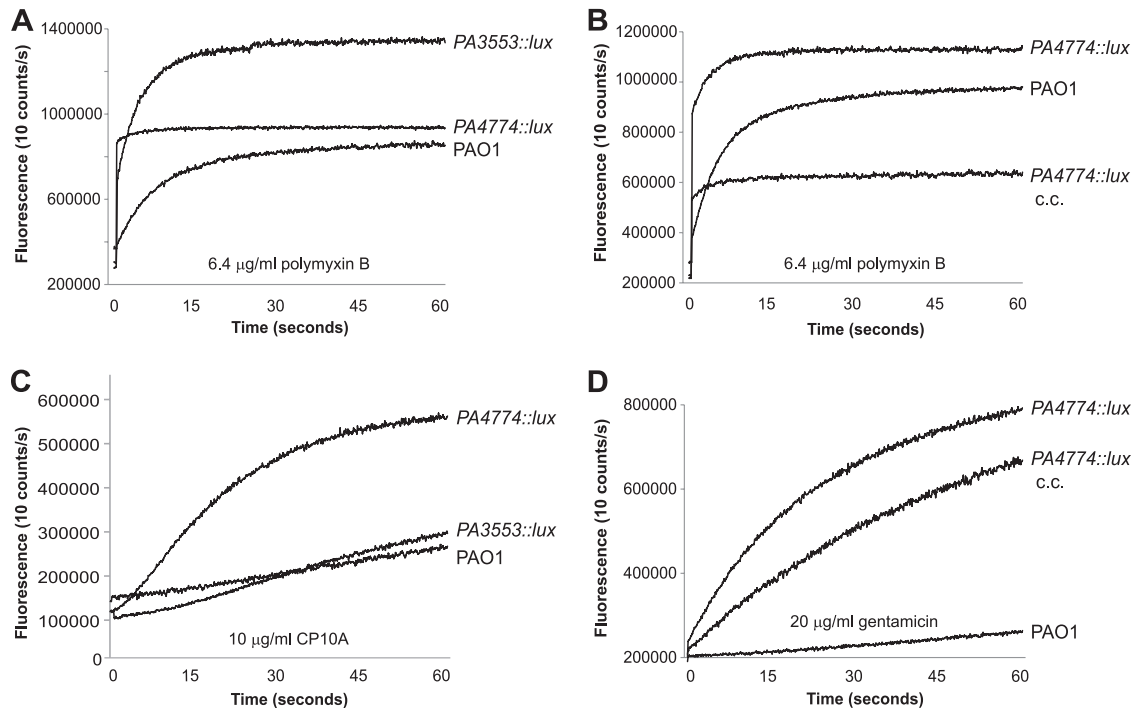 A
Fluorescence (10 counts/s)
1400000
1000000
600000
200000
PA3553::lux
PA4774::lux
PAO1
6.4 μg/ml polymyxin B
0 15 30 45 60
Time (seconds)
B
Fluorescence (10 counts/s)
1200000
1000000
800000
600000
400000
200000
PA4774::lux
PAO1
PA4774::lux
c.c.
6.4 μg/ml polymyxin B
0 15 30 45 60
Time (seconds)
C
Fluorescence (10 counts/s)
600000
500000
400000
300000
200000
100000
0
PA4774::lux
PA3553::lux
PAO1
10 μg/ml CP10A
0 15 30 45 60
Time (seconds)
D
Fluorescence (10 counts/s)
800000
600000
400000
200000
PA4774::lux
PA4774::lux
c.c.
20 μg/ml gentamicin
PAO1
0 15 30 45 60
Time (seconds)